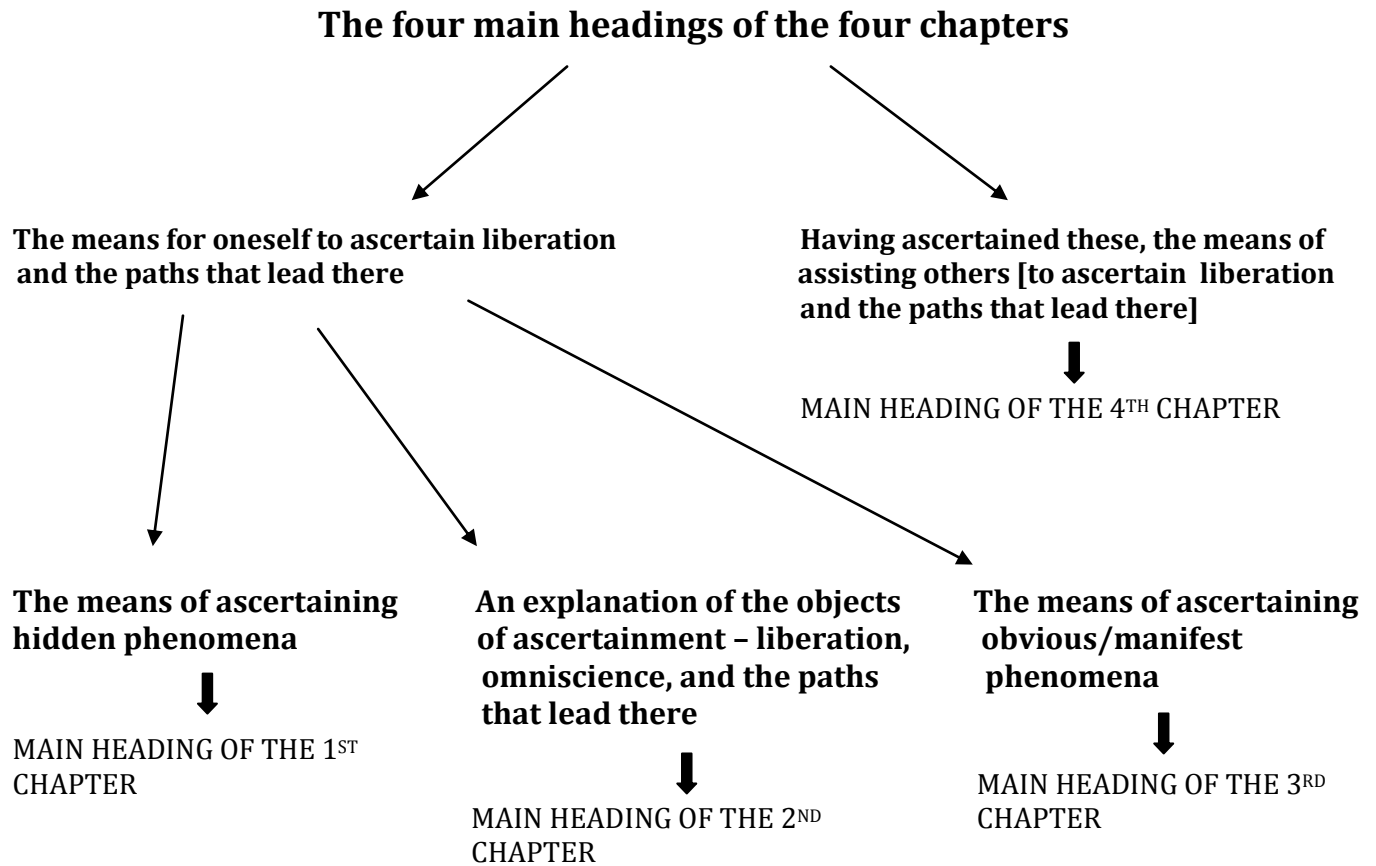 The four main headings of the four chapters
The means for oneself to ascertain liberation
and the paths that lead there
Having ascertained these, the means of
assisting others [to ascertain liberation
and the paths that lead there]
MAIN HEADING OF THE 4TH CHAPTER
The means of ascertaining
hidden phenomena
MAIN HEADING OF THE 1ST
CHAPTER
An explanation of the objects
of ascertainment – liberation,
omniscience, and the paths
that lead there
MAIN HEADING OF THE 2ND
CHAPTER
The means of ascertaining
obvious/manifest
phenomena
MAIN HEADING OF THE 3RD
CHAPTER